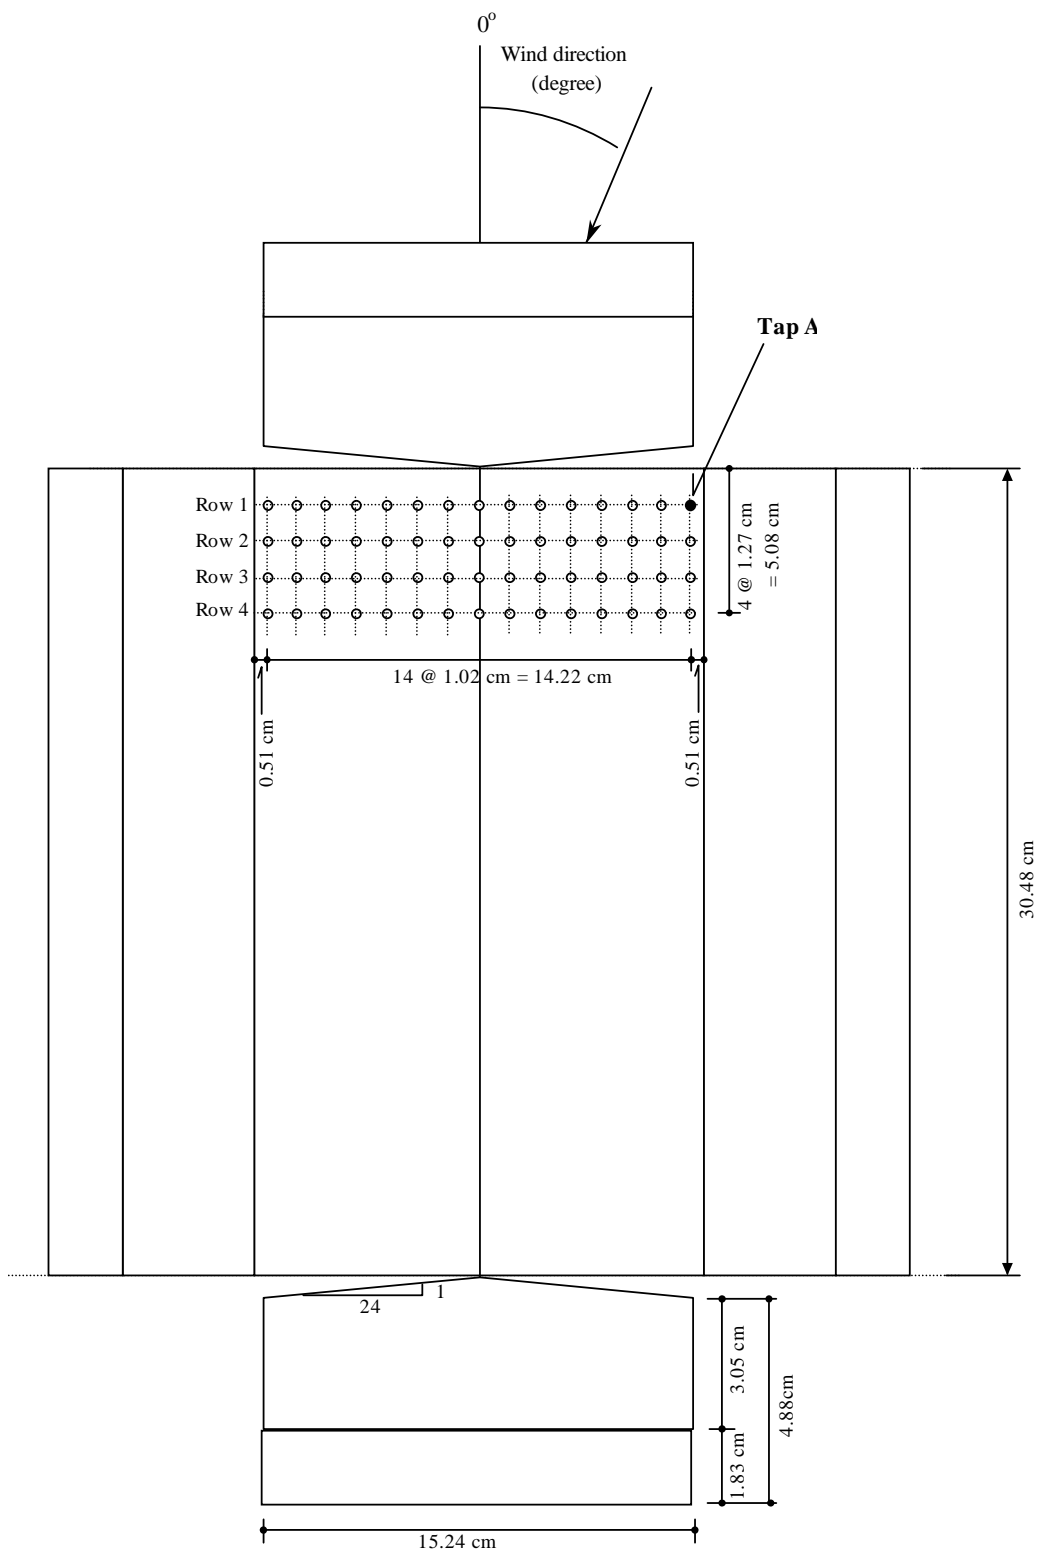 0°
Wind direction
(degree)
Tap A
Row 1
Row 2
Row 3
Row 4
4 @ 1.27 cm
= 5.08 cm
14 @ 1.02 cm = 14.22 cm
0.51 cm
0.51 cm
30.48 cm
1
24
3.05 cm
4.88cm
1.83 cm
15.24 cm